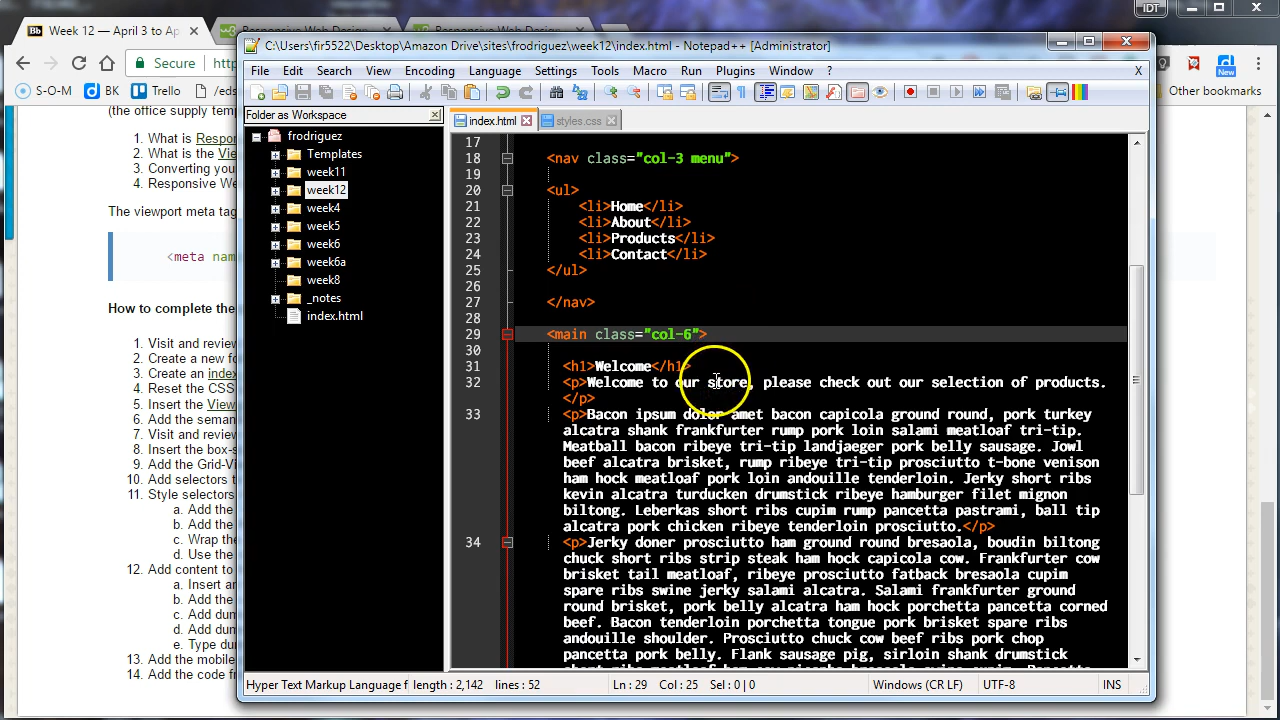 IDT
Week 12 — April 3 to Ap
Secure
S-O-M
BK
Trello
/eds
New
Other bookmarks
(the office supply temp
1. What is Respon
2. What is the View
3. Converting your
4. Responsive We
The viewport meta tag
<meta nam
How to complete the
1. Visit and review
2. Create a new fo
3. Create an index
4. Reset the CSS
5. Insert the View
6. Add the seman
7. Visit and review
8. Insert the box-s
9. Add the Grid-Vi
10. Add selectors t
11. Style selectors
a. Add the
b. Add the
c. Wrap the
d. Use the
12. Add content to
a. Insert an
b. Add the
c. Add dum
d. Add dum
e. Type dum
13. Add the mobile
14. Add the code fr
C:\Users\fir5522\Desktop\Amazon Drive\sites\frodriguez\week12\index.html - Notepad++ [Administrator]
File Edit Search View Encoding Language Settings Tools Macro Run Plugins Window ? X
Folder as Workspace
frodriguez
Templates
week11
week12
week4
week5
week6
week6a
week8
_notes
index.html
index.html styles.css
17
18 <nav class="col-3 menu">
19
20 <ul>
21 <li>Home</li>
22 <li>About</li>
23 <li>Products</li>
24 <li>Contact</li>
25 </ul>
26
27 </nav>
28
29 <main class="col-6">
30
31 <h1>Welcome</h1>
32 <p>Welcome to our store, please check out our selection of products.
</p>
33 <p>Bacon ipsum dolor amet bacon capicola ground round, pork turkey
alcatra shank frankfurter rump pork loin salami meatloaf tri-tip.
Meatball bacon ribeye tri-tip landjaeger pork belly sausage. Jowl
beef alcatra brisket, rump ribeye tri-tip prosciutto t-bone venison
ham hock meatloaf pork loin andouille tenderloin. Jerky short ribs
kevin alcatra turducken drumstick ribeye hamburger filet mignon
biltong. Leberkas short ribs cupim rump pancetta pastrami, ball tip
alcatra pork chicken ribeye tenderloin prosciutto.</p>
34 <p>Jerky doner prosciutto ham ground round bresaola, boudin biltong
chuck short ribs strip steak ham hock capicola cow. Frankfurter cow
brisket tail meatloaf, ribeye prosciutto fatback bresaola cupim
spare ribs swine jerky salami alcatra. Salami frankfurter ground
round brisket, pork belly alcatra ham hock porchetta pancetta corned
beef. Bacon tenderloin porchetta tongue pork brisket spare ribs
andouille shoulder. Prosciutto chuck cow beef ribs pork chop
pancetta pork belly. Flank sausage pig, sirloin shank drumstick
Hyper Text Markup Language f length : 2,142 lines : 52 Ln : 29 Col : 25 Sel : 0 | 0 Windows (CR LF) UTF-8 INS